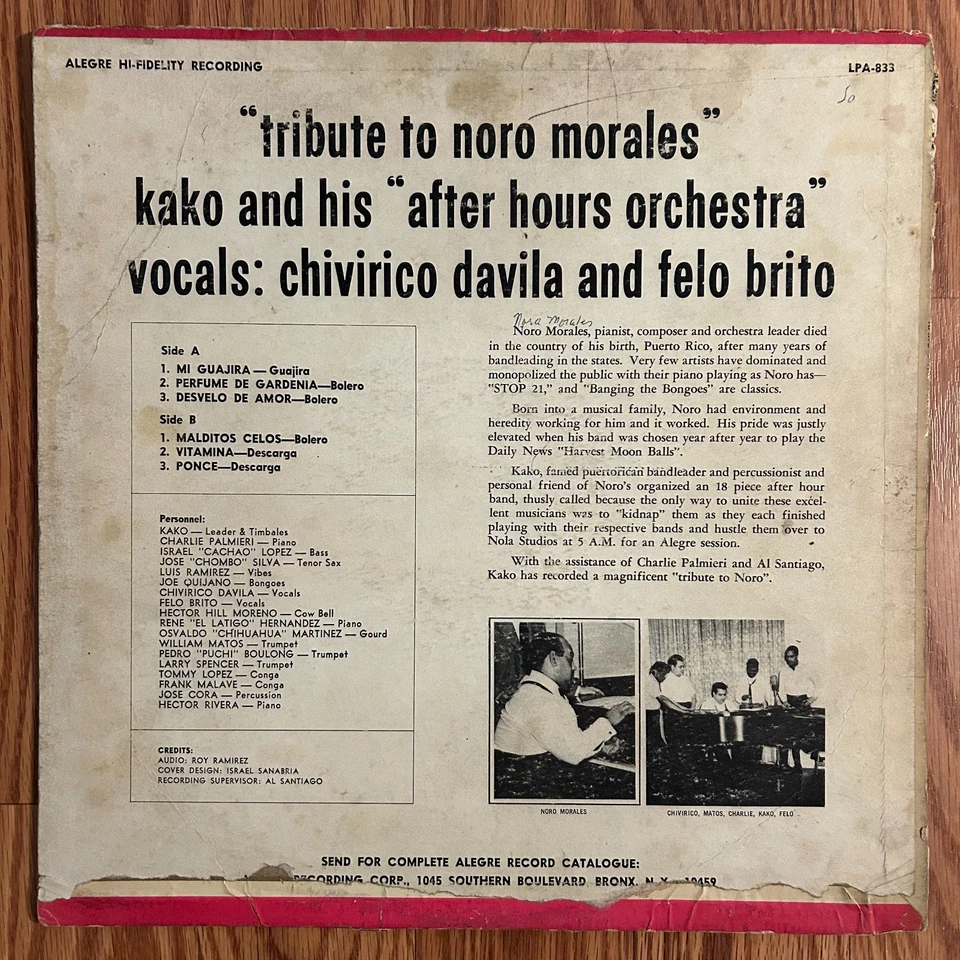 ALEGRE HI-FIDELITY RECORDING
LPA-833
So
"tribute to noro morales"
kako and his "after hours orchestra"
vocals: chivirico davila and felo brito
Side A
1. MI GUAJIRA — Guajira
2. PERFUME DE GARDENIA—Bolero
3. DESVELO DE AMOR—Bolero
Side B
1. MALDITOS CELOS—Bolero
2. VITAMINA—Descarga
3. PONCE—Descarga
Personnel:
KAKO — Leader & Timbales
CHARLIE PALMIERI — Piano
ISRAEL "CACHAO" LOPEZ — Bass
JOSE "CHOMBO" SILVA — Tenor Sax
LUIS RAMIREZ — Vibes
JOE QUIJANO — Bongoes
CHIVIRICO DAVILA — Vocals
FELO BRITO — Vocals
HECTOR HILL MORENO — Cow Bell
RENE "EL LATIGO" HERNANDEZ — Piano
OSVALDO "CHIHUAHUA" MARTINEZ — Gourd
WILLIAM MATOS — Trumpet
PEDRO "PUCHI" BOULONG — Trumpet
LARRY SPENCER — Trumpet
TOMMY LOPEZ — Conga
FRANK MALAVE — Conga
JOSE CORA — Percussion
HECTOR RIVERA — Piano
CREDITS:
AUDIO: ROY RAMIREZ
COVER DESIGN: ISRAEL SANABRIA
RECORDING SUPERVISOR: AL SANTIAGO
Nora Morales
Noro Morales, pianist, composer and orchestra leader died
in the country of his birth, Puerto Rico, after many years of
bandleading in the states. Very few artists have dominated and
monopolized the public with their piano playing as Noro has—
"STOP 21," and "Banging the Bongoes" are classics.
Born into a musical family, Noro had environment and
heredity working for him and it worked. His pride was justly
elevated when his band was chosen year after year to play the
Daily News "Harvest Moon Balls".
Kako, famed puertorican bandleader and percussionist and
personal friend of Noro's organized an 18 piece after hour
band, thusly called because the only way to unite these excel-
lent musicians was to "kidnap" them as they each finished
playing with their respective bands and hustle them over to
Nola Studios at 5 A.M. for an Alegre session.
With the assistance of Charlie Palmieri and Al Santiago,
Kako has recorded a magnificent "tribute to Noro".
NORO MORALES
CHIVIRICO, MATOS, CHARLIE, KAKO, FELO
SEND FOR COMPLETE ALEGRE RECORD CATALOGUE:
RECORDING CORP., 1045 SOUTHERN BOULEVARD, BRONX, N. Y. 10459